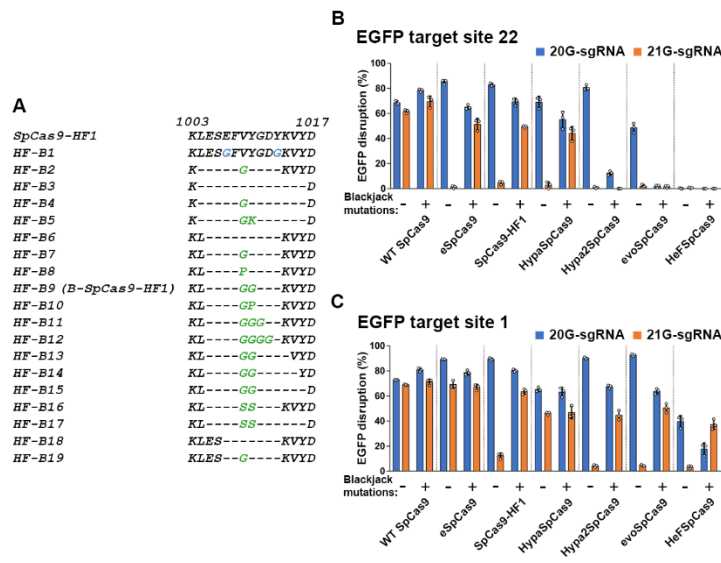 A
1003 1017
SpCas9-HF1 KLESEFVYGDYKVYD
HF-B1 KLESGFVYGDGKVYD
HF-B2 K-----G----KVYD
HF-B3 K-------------D
HF-B4 K-----G-------D
HF-B5 K-----GK------D
HF-B6 KL---------KVYD
HF-B7 KL----G----KVYD
HF-B8 KL----P----KVYD
HF-B9 (B-SpCas9-HF1) KL----GG---KVYD
HF-B10 KL----GP---KVYD
HF-B11 KL----GGG--KVYD
HF-B12 KL----GGGG-KVYD
HF-B13 KL----GG----VYD
HF-B14 KL----GG-----YD
HF-B15 KL----GG------D
HF-B16 KL----SS---KVYD
HF-B17 KL----SS------D
HF-B18 KLES-------KVYD
HF-B19 KLES--G----KVYD
B
EGFP target site 22
20G-sgRNA 21G-sgRNA
EGFP disruption (%)
100
80
60
40
20
0
Blackjack mutations: - + - + - + - + - + - + - +
WT SpCas9
eSpCas9
SpCas9-HF1
HypaSpCas9
Hypa2SpCas9
evoSpCas9
HeFSpCas9
C
EGFP target site 1
20G-sgRNA 21G-sgRNA
EGFP disruption (%)
100
80
60
40
20
0
Blackjack mutations: - + - + - + - + - + - + - +
WT SpCas9
eSpCas9
SpCas9-HF1
HypaSpCas9
Hypa2SpCas9
evoSpCas9
HeFSpCas9